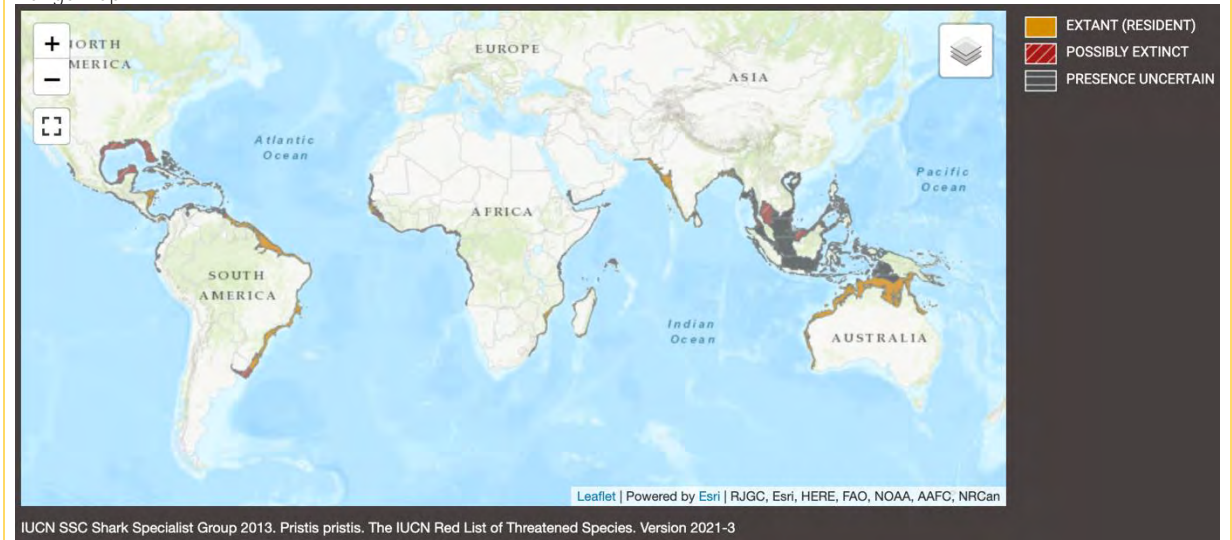 +
−
NORTH
AMERICA
EUROPE
ASIA
Atlantic
Ocean
Pacific
Ocean
AFRICA
SOUTH
AMERICA
Indian
Ocean
AUSTRALIA
EXTANT (RESIDENT)
POSSIBLY EXTINCT
PRESENCE UNCERTAIN
Leaflet | Powered by Esri | RJGC, Esri, HERE, FAO, NOAA, AAFC, NRCan
IUCN SSC Shark Specialist Group 2013. Pristis pristis. The IUCN Red List of Threatened Species. Version 2021-3